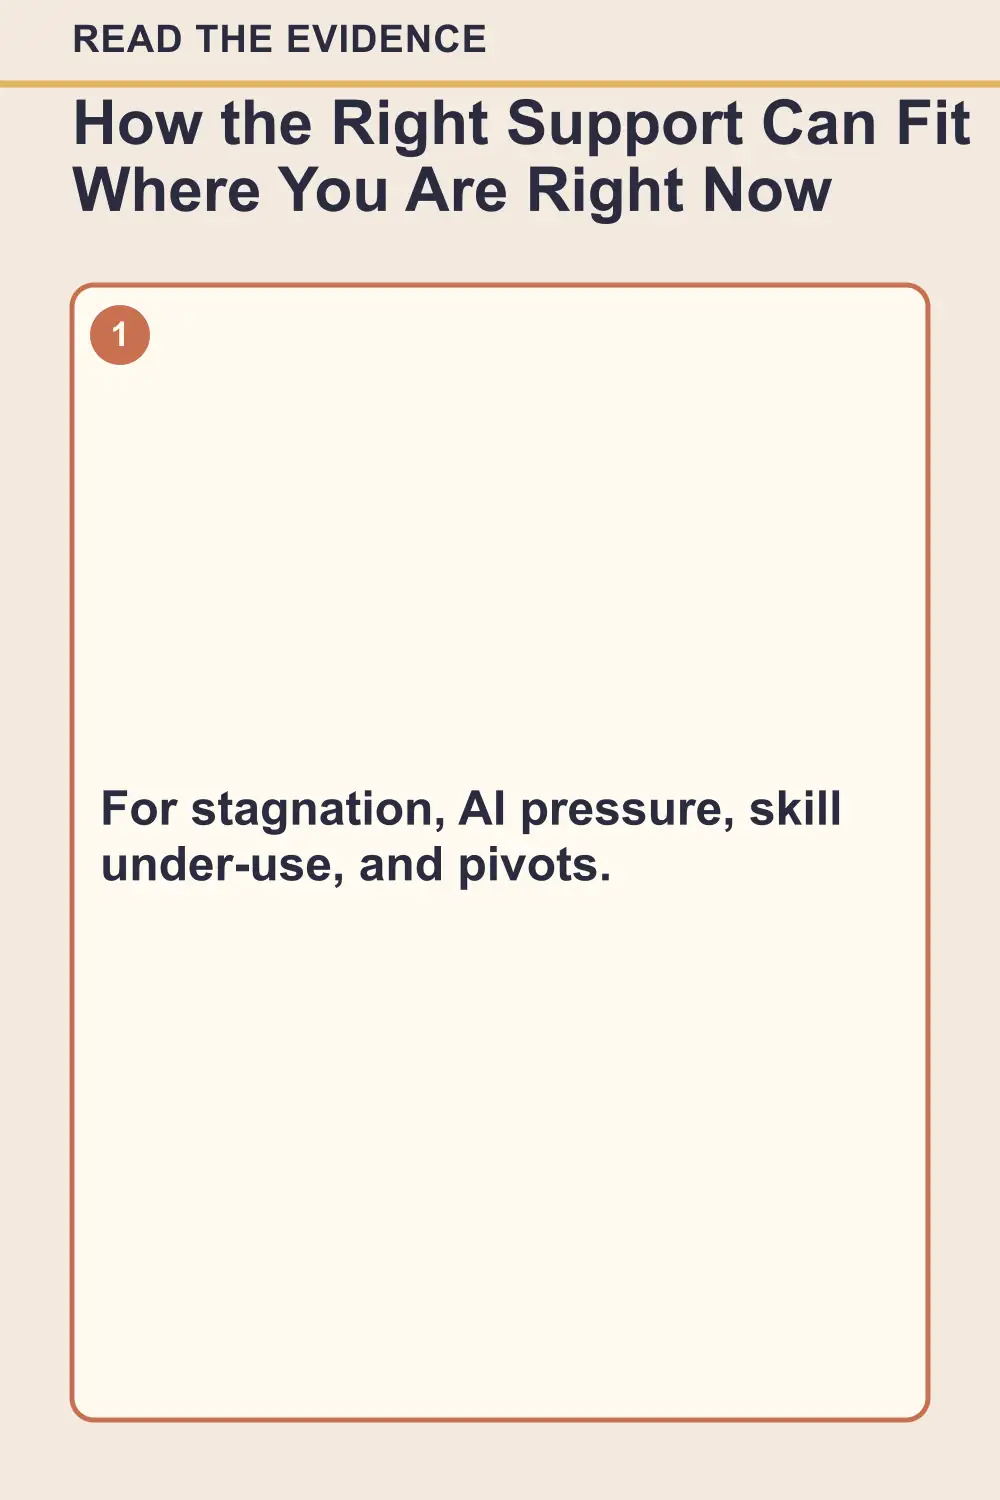 READ THE EVIDENCE
How the Right Support Can Fit
Where You Are Right Now
1
For stagnation, AI pressure, skill
under-use, and pivots.